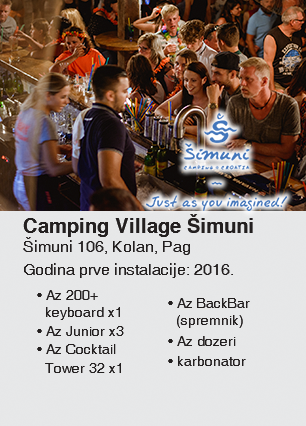 Šimuni
CAMPING • CROATIA
Just as you imagined!
Camping Village Šimuni
Šimuni 106, Kolan, Pag
Godina prve instalacije: 2016.
• Az 200+
keyboard x1
• Az Junior x3
• Az Cocktail
Tower 32 x1
• Az BackBar
(spremnik)
• Az dozeri
• karbonator